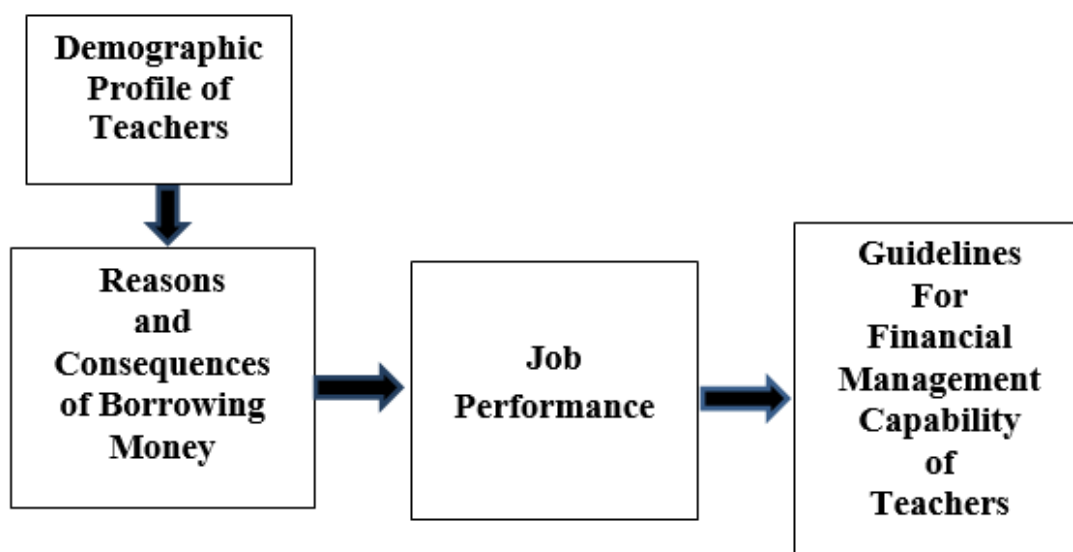 Demographic
Profile of
Teachers
Reasons
and
Consequences
of Borrowing
Money
Job
Performance
Guidelines
For
Financial
Management
Capability
of
Teachers